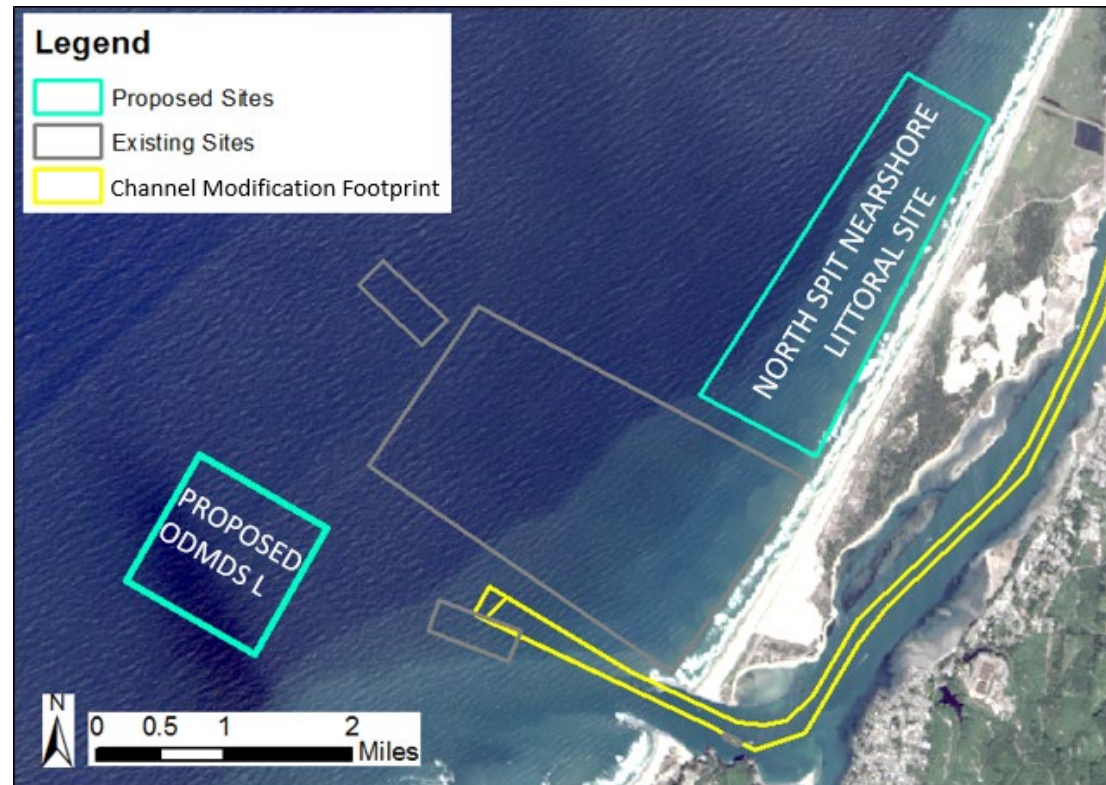 Legend
Proposed Sites
Existing Sites
Channel Modification Footprint
NORTH SPIT NEARSHORE
LITTORAL SITE
PROPOSED
ODMDS L
N
0 0.5 1 2
Miles